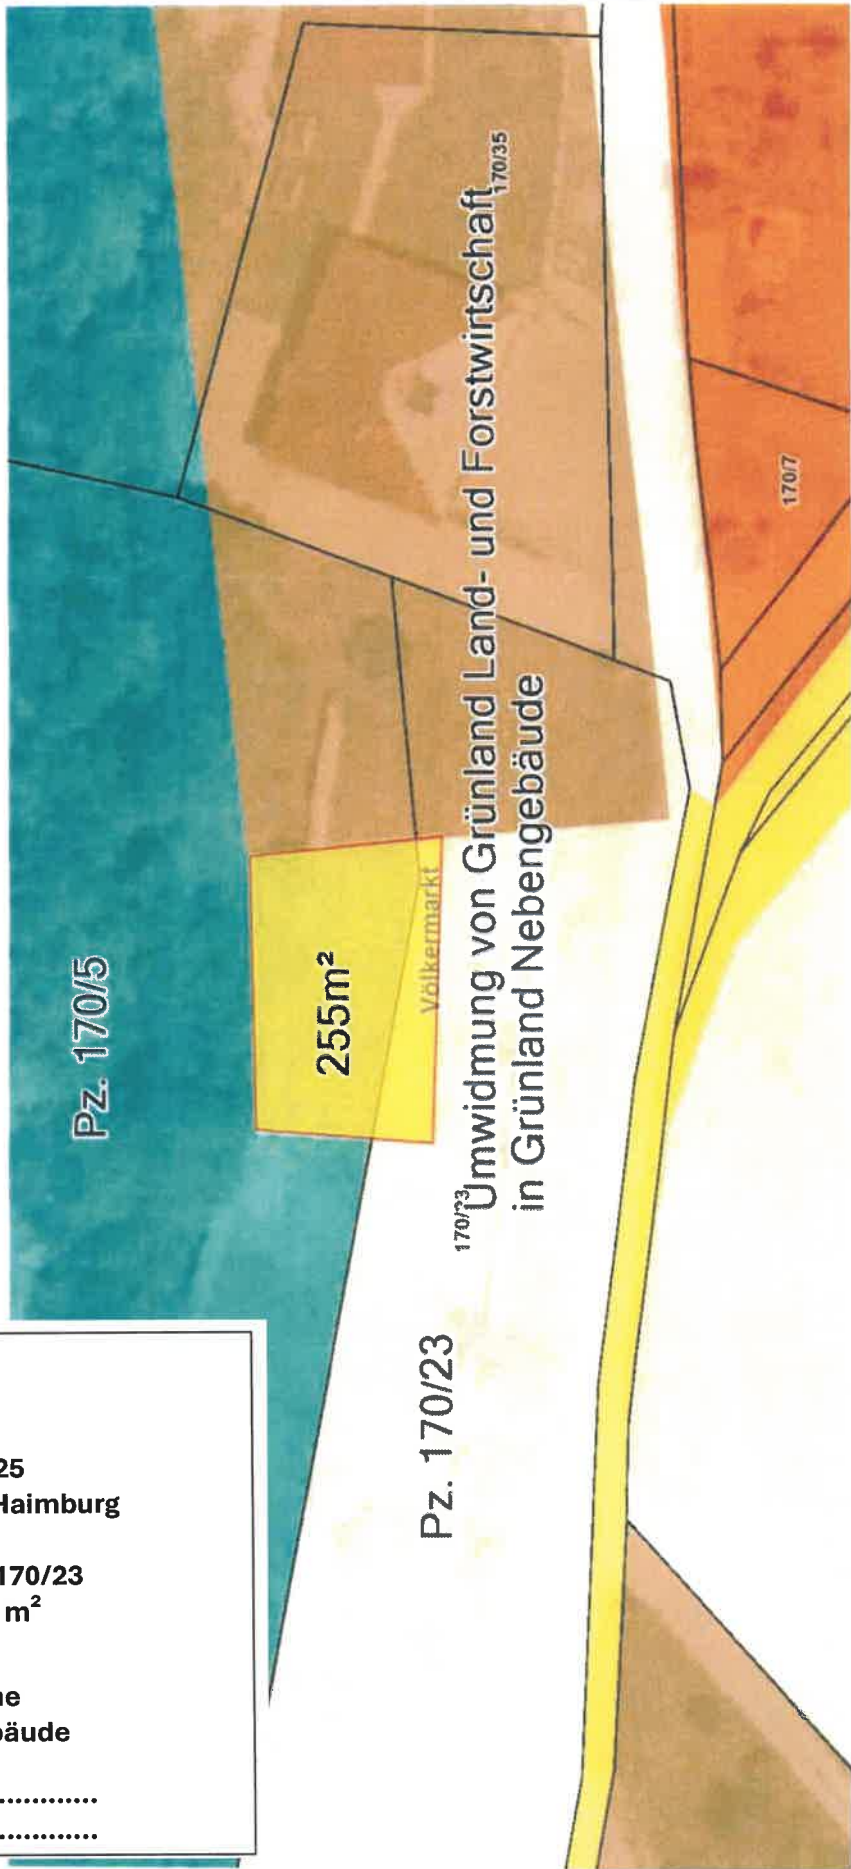 Pz. 170/5
255m²
Völkermarkt
170/35
170/23
Umwidmung von Grünland Land- und Forstwirtschaft
in Grünland Nebengebäude
170/7
Pz. 170/23
25
Haimburg
170/23
m²
bäude
.............
.............